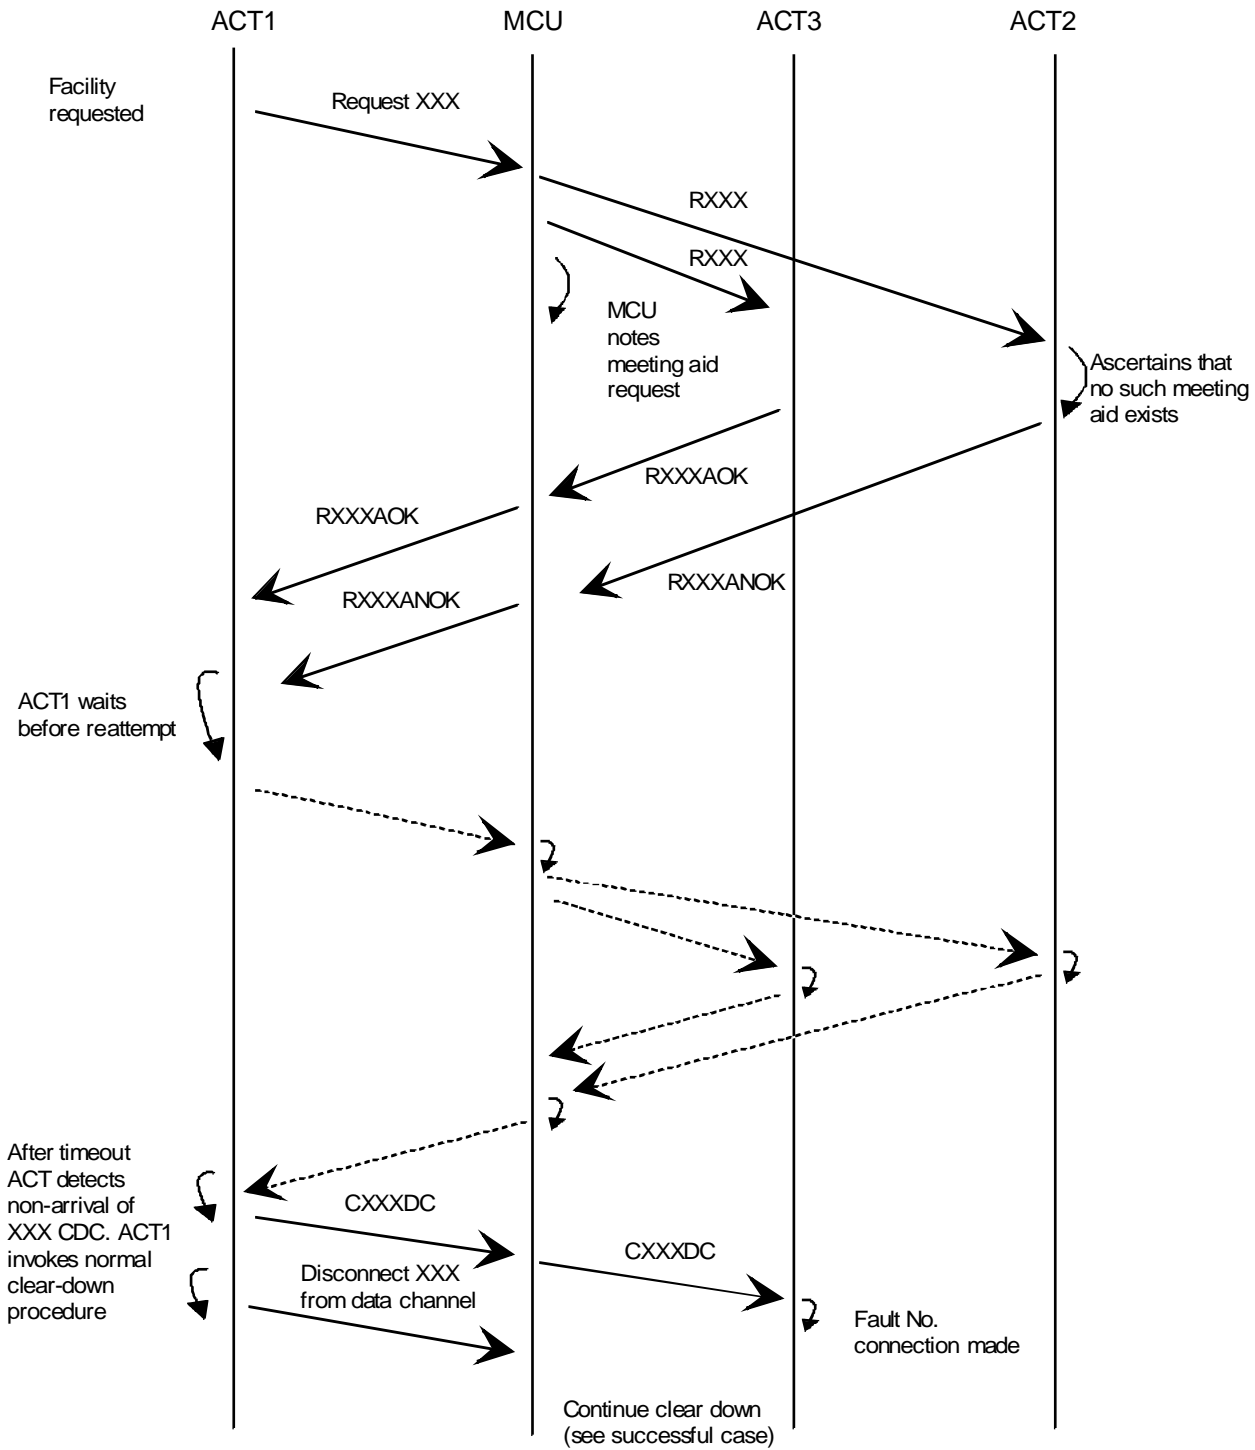 ACT1
MCU
ACT3
ACT2
Facility
requested
Request XXX
RXXX
RXXX
MCU
notes
meeting aid
request
Ascertains that
no such meeting
aid exists
RXXXAOK
RXXXAOK
RXXXANOK
RXXXANOK
ACT1 waits
before reattempt
After timeout
ACT detects
non-arrival of
XXX CDC. ACT1
invokes normal
clear-down
procedure
CXXXDC
CXXXDC
Disconnect XXX
from data channel
Fault No.
connection made
Continue clear down
(see successful case)